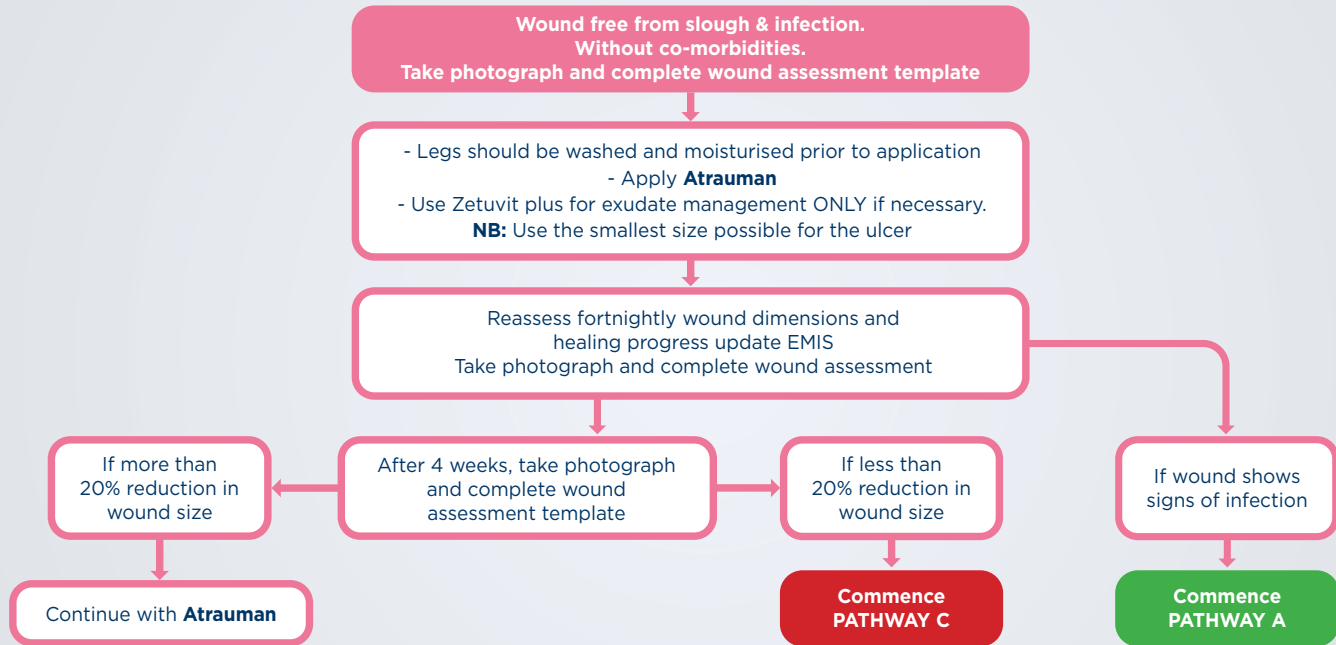 Wound free from slough & infection.
Without co-morbidities.
Take photograph and complete wound assessment template
- Legs should be washed and moisturised prior to application
- Apply Atrauman
- Use Zetuvit plus for exudate management ONLY if necessary.
NB: Use the smallest size possible for the ulcer
Reassess fortnightly wound dimensions and
healing progress update EMIS
Take photograph and complete wound assessment
If more than
20% reduction in
wound size
After 4 weeks, take photograph
and complete wound
assessment template
If less than
20% reduction in
wound size
If wound shows
signs of infection
Continue with Atrauman
Commence
PATHWAY C
Commence
PATHWAY A